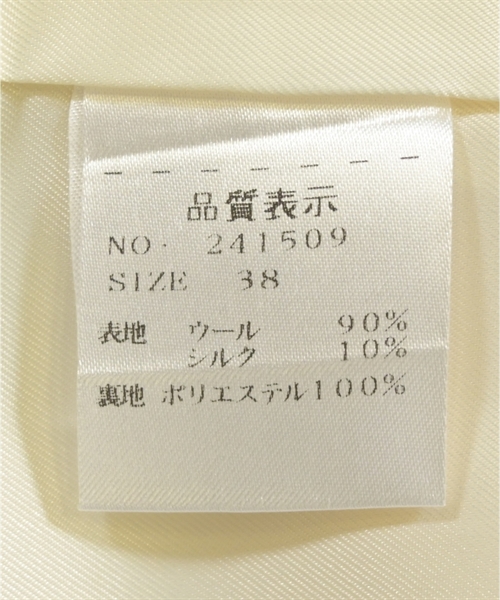 品質表示
NO. 241509
SIZE 38
表地 ウール 90%
シルク 10%
裏地 ポリエステル100%